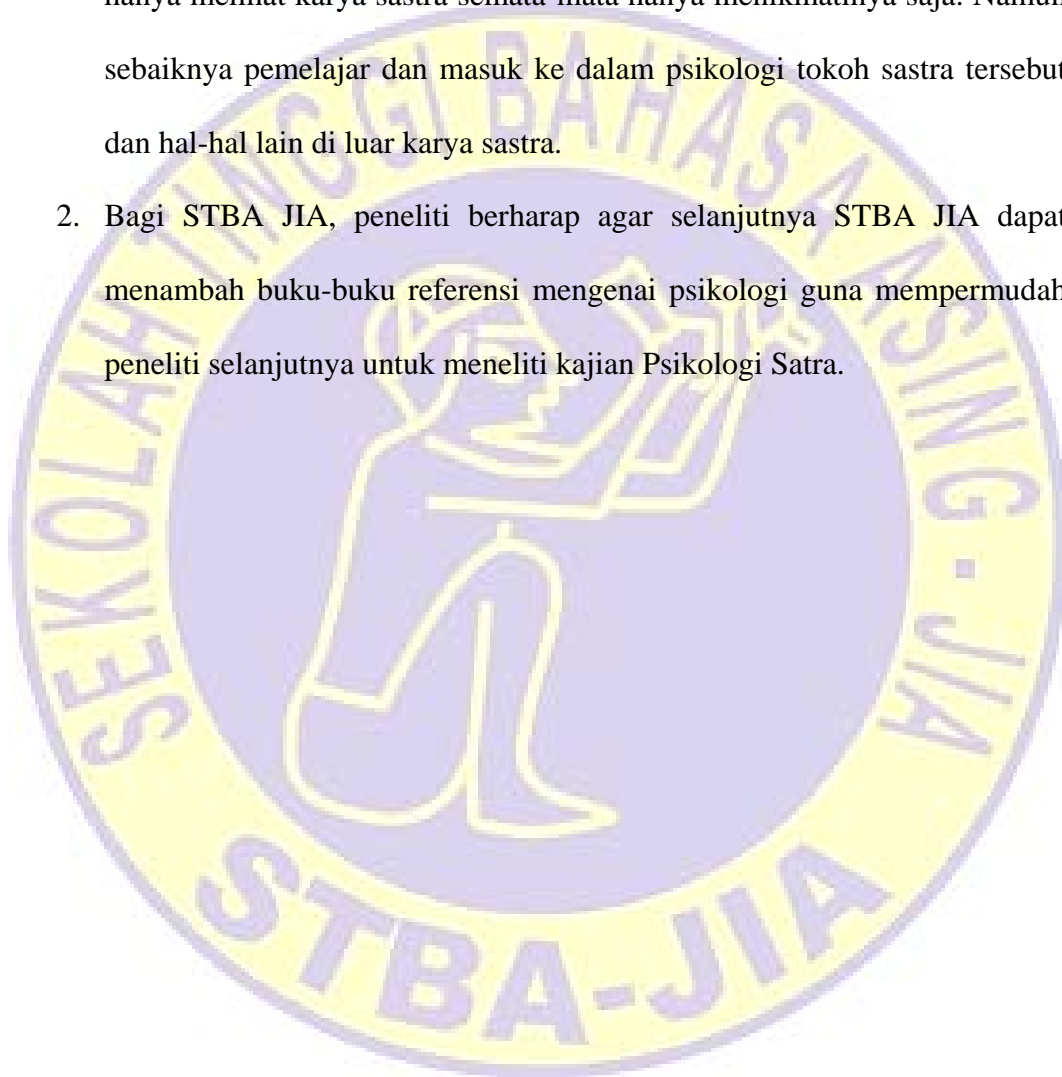 hanya melihat karya sastra semata-mata hanya menikmatinya saja. Namun
sebaiknya pemelajar dan masuk ke dalam psikologi tokoh sastra tersebut
dan hal-hal lain di luar karya sastra.
2. Bagi STBA JIA, peneliti berharap agar selanjutnya STBA JIA dapat
menambah buku-buku referensi mengenai psikologi guna mempermudah
peneliti selanjutnya untuk meneliti kajian Psikologi Satra.
SEKOLAH TINGGI BAHASA ASING - JIA
STBA-JIA